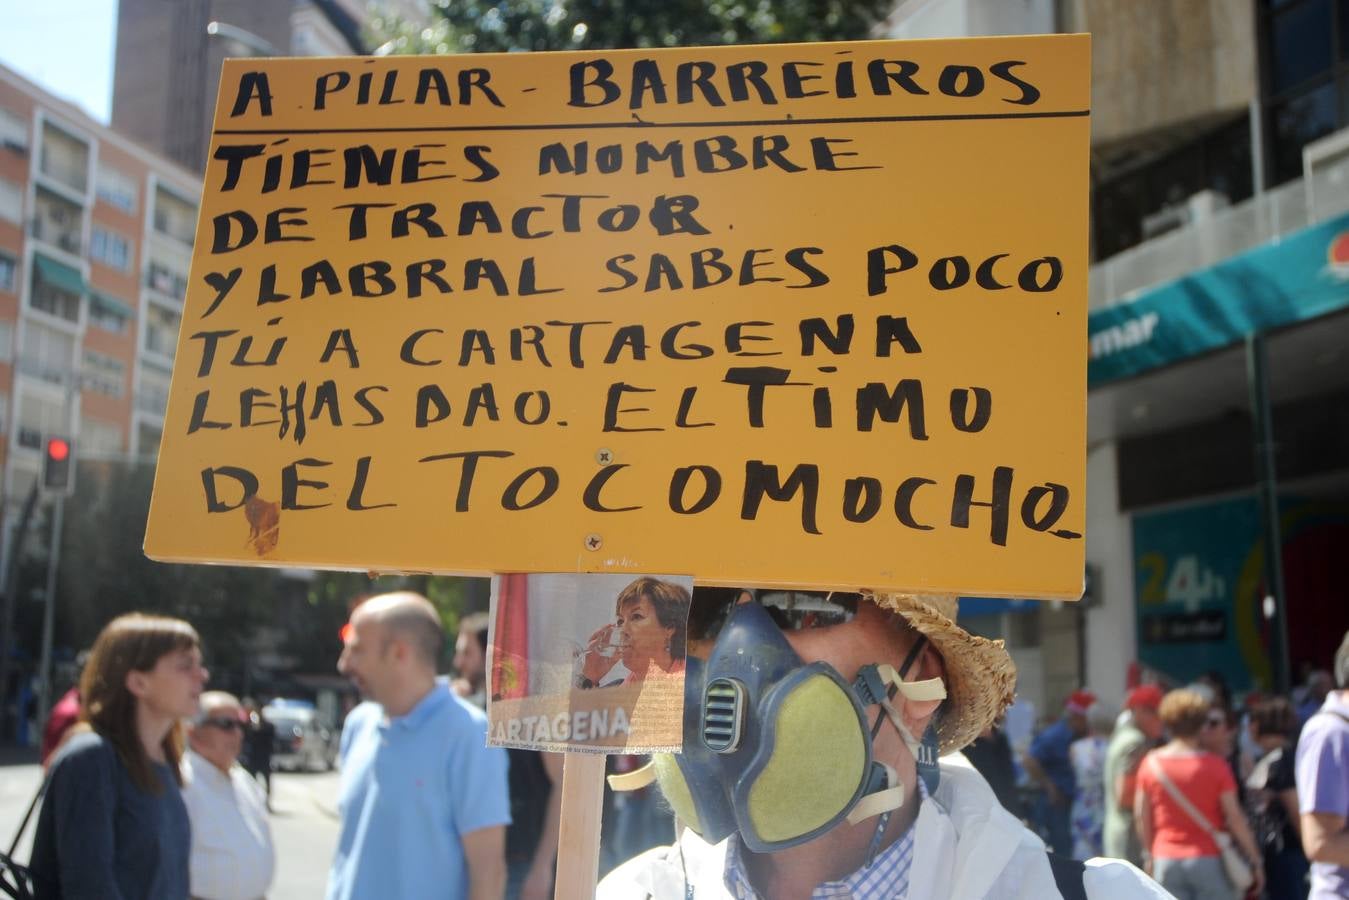 A PILAR - BARREIROS
TIENES NOMBRE
DE TRACTOR.
Y LABRAL SABES POCO
TÚ A CARTAGENA
LE HAS DAO. EL TIMO
DEL TOCOMOCHO
ARTAGENA
mar
24h